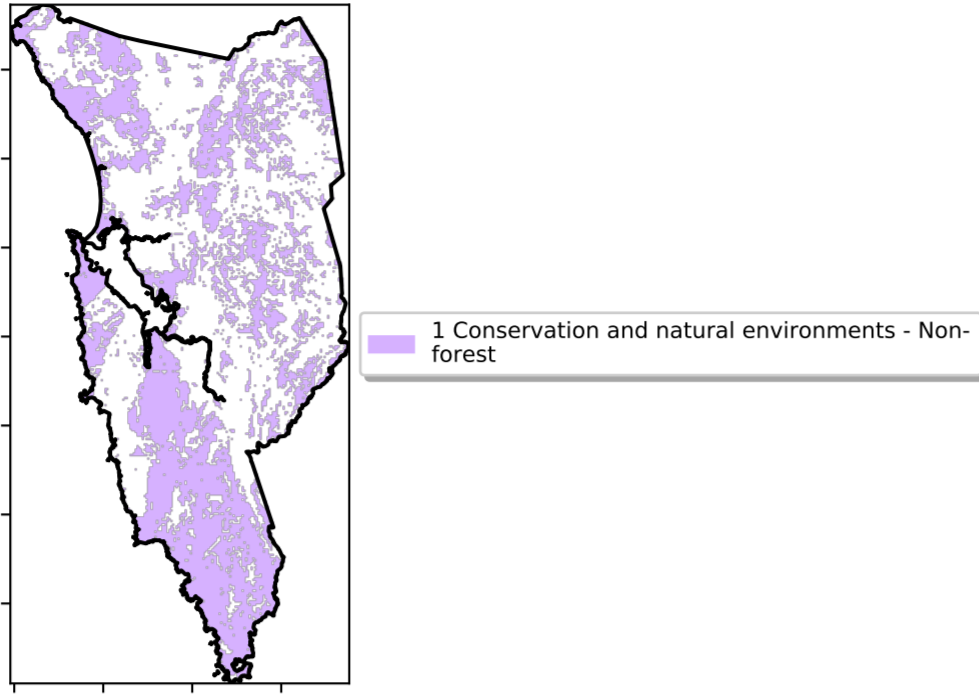 1 Conservation and natural environments - Non-
forest